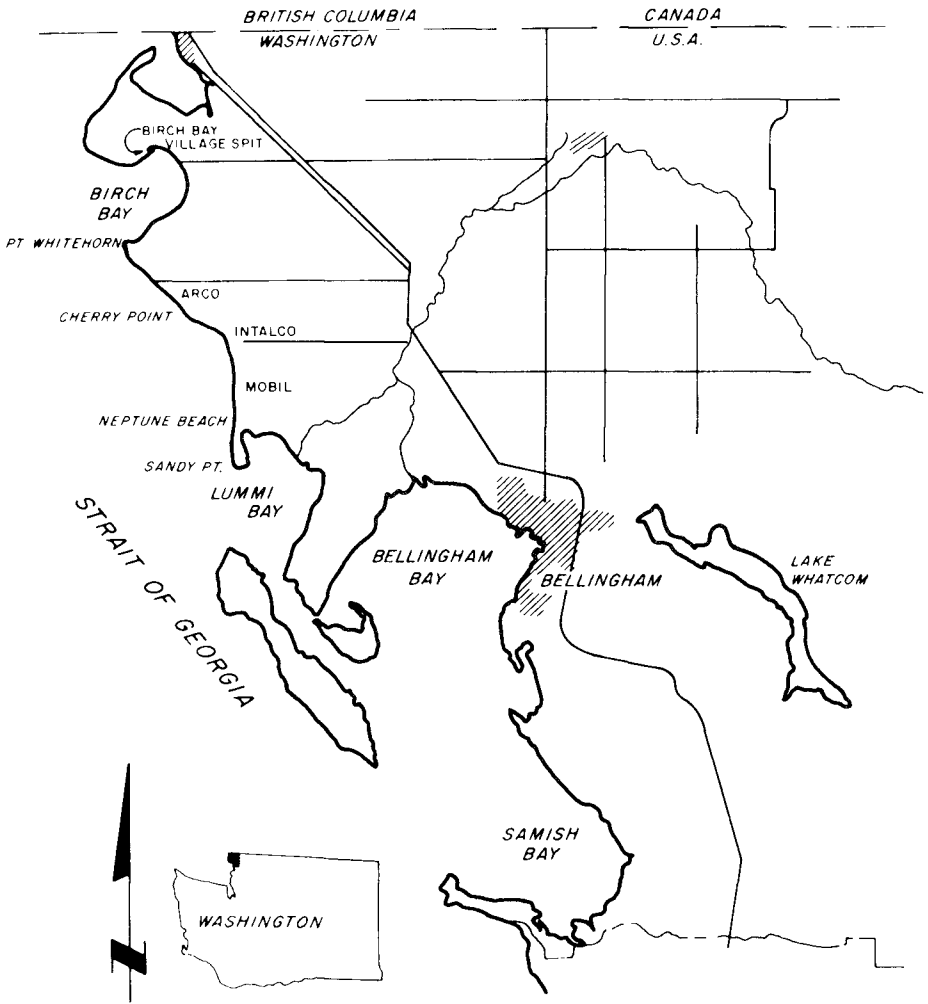 BRITISH COLUMBIA
WASHINGTON
CANADA
U.S.A.
BIRCH BAY
VILLAGE SPIT
BIRCH
BAY
PT WHITEHORN
ARCO
CHERRY POINT
INTALCO
MOBIL
NEPTUNE BEACH
SANDY PT.
LUMMI
BAY
STRAIT OF GEORGIA
BELLINGHAM
BAY
BELLINGHAM
LAKE
WHATCOM
SAMISH
BAY
WASHINGTON
N